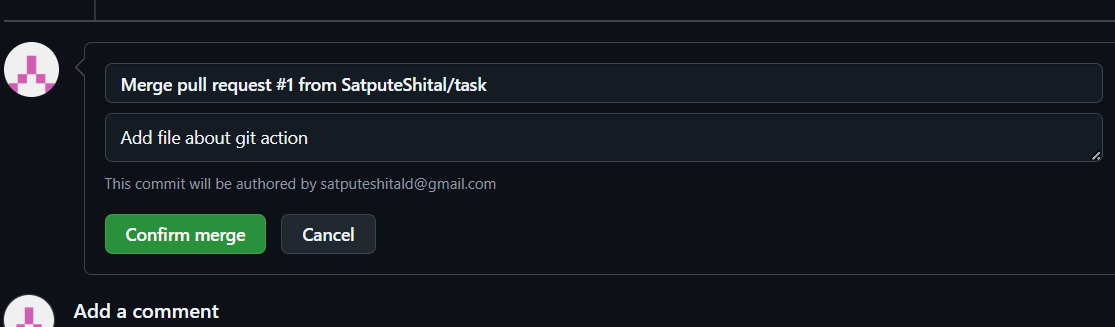 Merge pull request #1 from SatputeShital/task
Add file about git action
This commit will be authored by satputeshitald@gmail.com
Confirm merge
Cancel
Add a comment